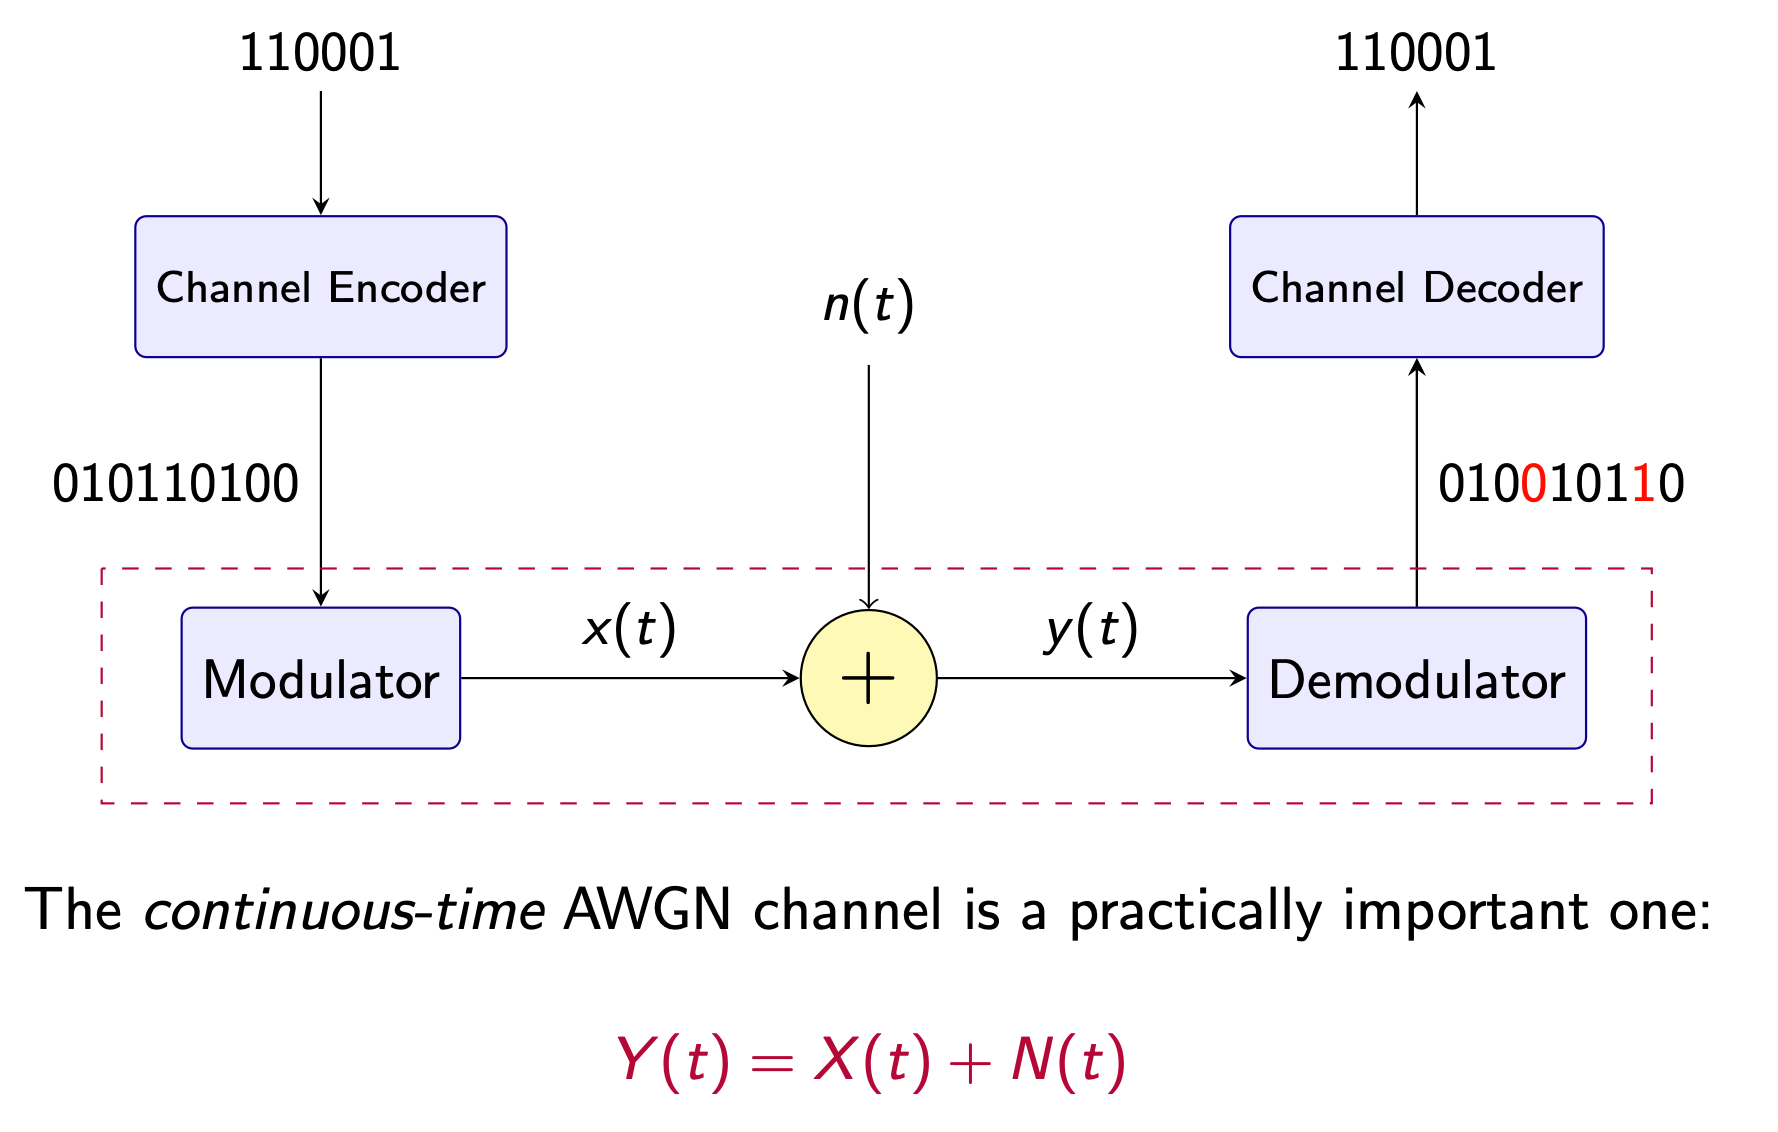 110001
110001
Channel Encoder
Channel Decoder
n(t)
010110100
010010110
x(t)
y(t)
Modulator
+
Demodulator
The continuous-time AWGN channel is a practically important one:
Y(t) = X(t) + N(t)